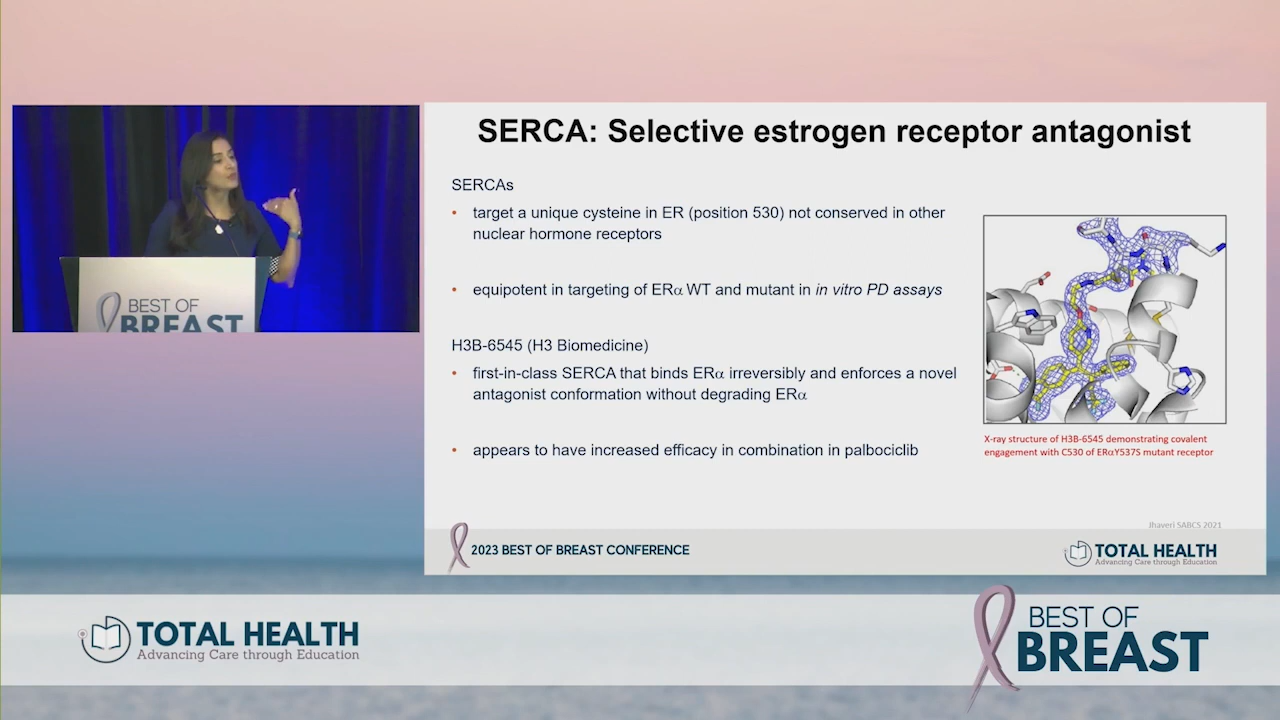 SERCA: Selective estrogen receptor antagonist
SERCAs
• target a unique cysteine in ER (position 530) not conserved in other
nuclear hormone receptors
• equipotent in targeting of ERα WT and mutant in in vitro PD assays
H3B-6545 (H3 Biomedicine)
• first-in-class SERCA that binds ERα irreversibly and enforces a novel
antagonist conformation without degrading ERα
• appears to have increased efficacy in combination in palbociclib
X-ray structure of H3B-6545 demonstrating covalent
engagement with C530 of ERαY537S mutant receptor
Jhaveri SABCS 2021
2023 BEST OF BREAST CONFERENCE
TOTAL HEALTH
Advancing Care through Education
BEST OF
BREAST
TOTAL HEALTH
Advancing Care through Education
BEST OF
BREAST